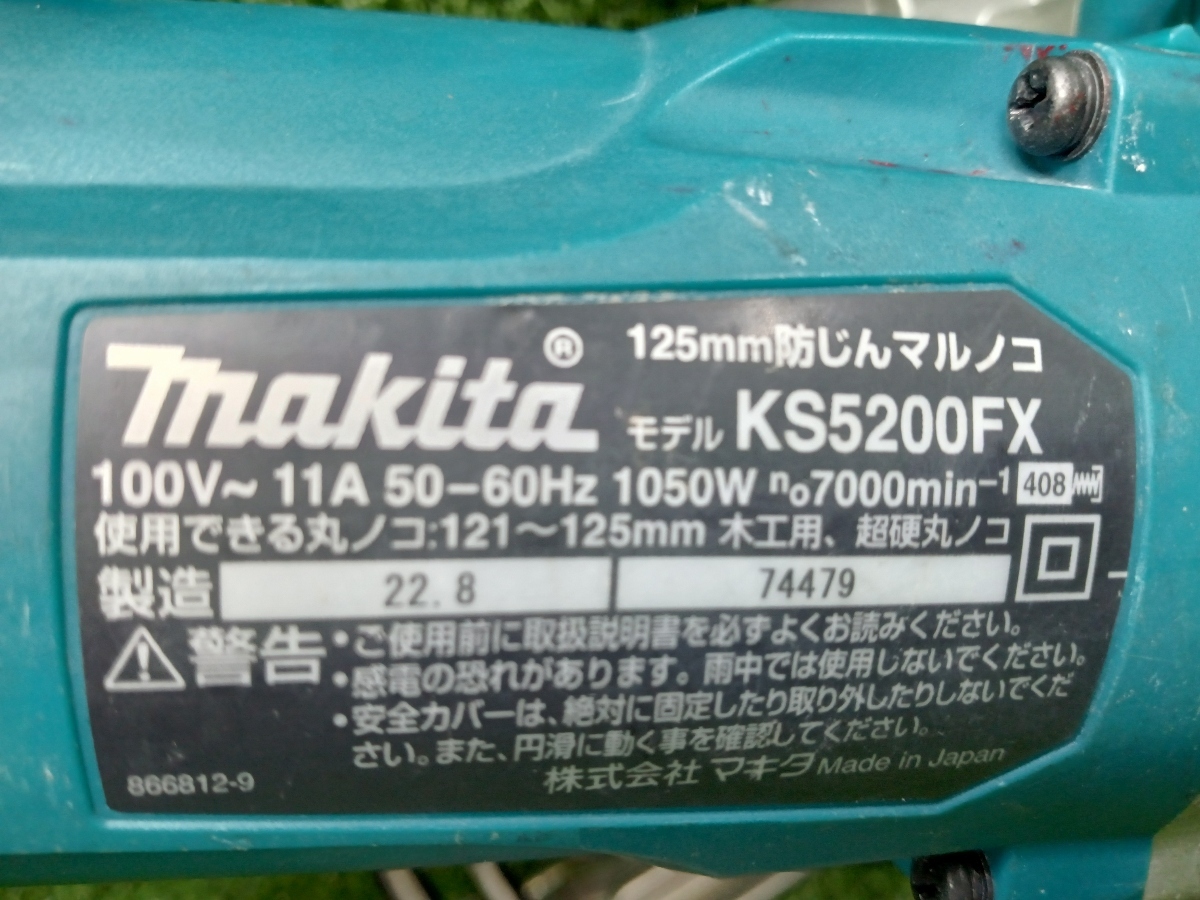 makita® 125mm防じんマルノコ
モデル KS5200FX
100V~ 11A 50-60Hz 1050W n₀7000min⁻¹ 408
使用できる丸ノコ:121～125mm 木工用、超硬丸ノコ
製造 22.8 74479
警告 ・ご使用前に取扱説明書を必ずよくお読みください。
・感電の恐れがあります。雨中では使用しないでください。
・安全カバーは、絶対に固定したり取り外したりしないでくだ
さい。また、円滑に動く事を確認してください。
866812-9 株式会社 マキタ Made in Japan